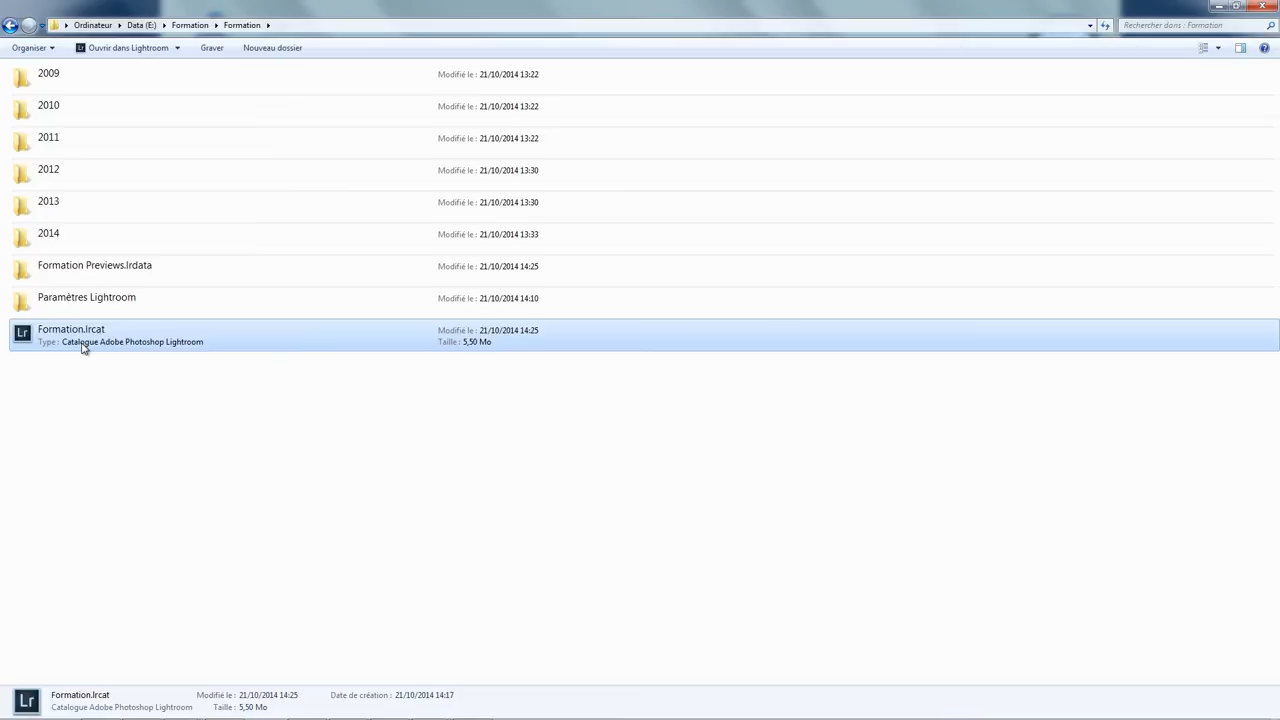 Ordinateur Data (E:) Formation Formation
Rechercher dans : Formation
Organiser Lr Ouvrir dans Lightroom Graver Nouveau dossier
2009 Modifié le : 21/10/2014 13:22
2010 Modifié le : 21/10/2014 13:22
2011 Modifié le : 21/10/2014 13:22
2012 Modifié le : 21/10/2014 13:30
2013 Modifié le : 21/10/2014 13:30
2014 Modifié le : 21/10/2014 13:33
Formation Previews.lrdata Modifié le : 21/10/2014 14:25
Paramètres Lightroom Modifié le : 21/10/2014 14:10
Lr Formation.lrcat Modifié le : 21/10/2014 14:25
Type : Catalogue Adobe Photoshop Lightroom Taille : 5,50 Mo
Lr Formation.lrcat Modifié le : 21/10/2014 14:25 Date de création : 21/10/2014 14:17
Catalogue Adobe Photoshop Lightroom Taille : 5,50 Mo